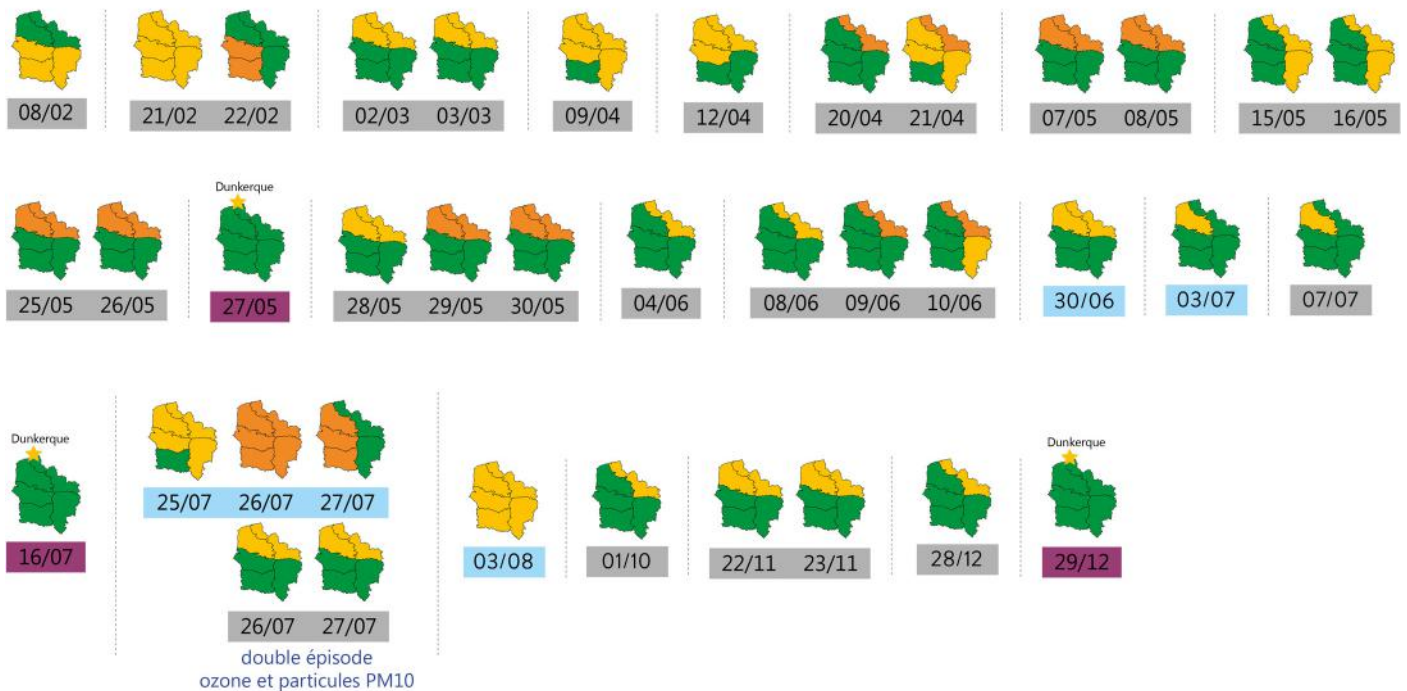 08/02 21/02 22/02 02/03 03/03 09/04 12/04 20/04 21/04 07/05 08/05 15/05 16/05
Dunkerque
25/05 26/05 27/05 28/05 29/05 30/05 04/06 08/06 09/06 10/06 30/06 03/07 07/07
Dunkerque
16/07
25/07 26/07 27/07
26/07 27/07
double épisode
ozone et particules PM10
03/08 01/10 22/11 23/11 28/12
Dunkerque
29/12